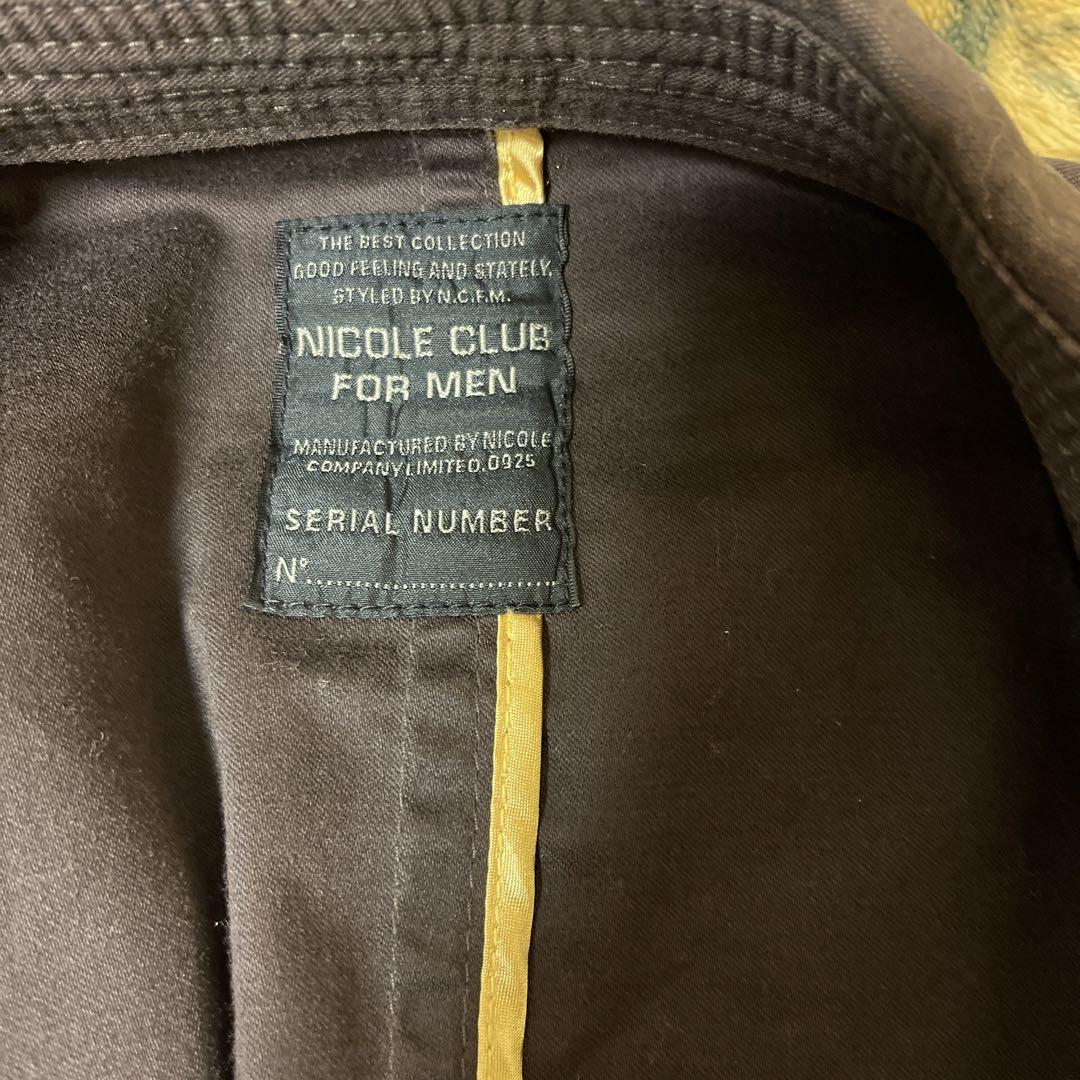 THE BEST COLLECTION
GOOD FEELING AND STATELY,
STYLED BY N.C.F.M.
NICOLE CLUB
FOR MEN
MANUFACTURED BY NICOLE
COMPANY LIMITED.0925
SERIAL NUMBER
N°..............................